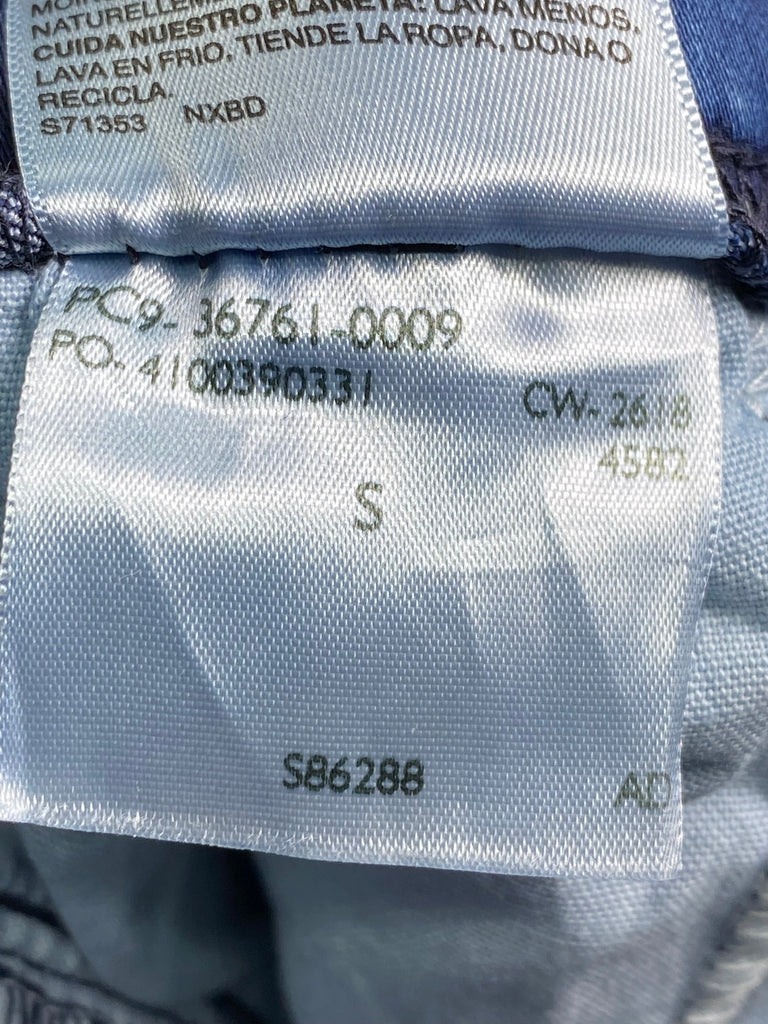 NATURELLEM
CUIDA NUESTRO PLANETA: LAVA MENOS,
LAVA EN FRIO, TIENDE LA ROPA, DONA O
RECICLA.
S71353 NXBD
PC9-36761-0009
PO-4100390331
CW-2618
4582
S
S86288
AD